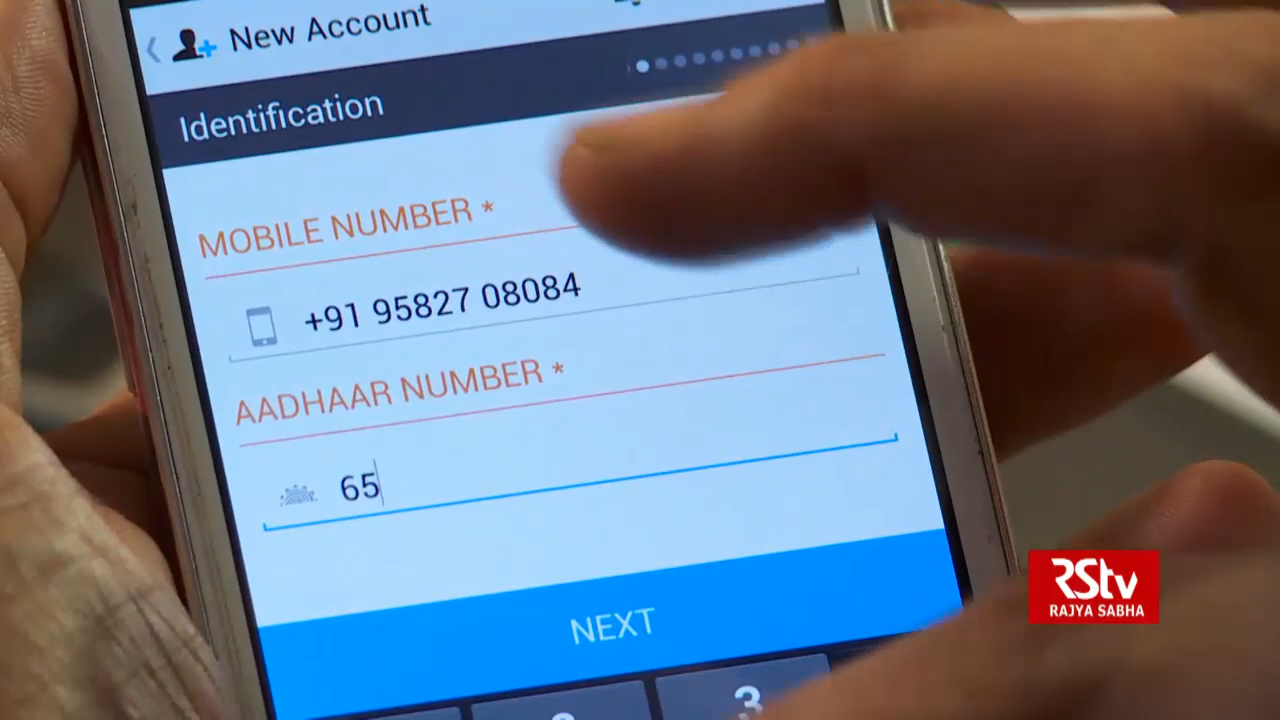 New Account
Identification
MOBILE NUMBER *
+91 95827 08084
AADHAAR NUMBER *
65
NEXT
3
RStv
RAJYA SABHA